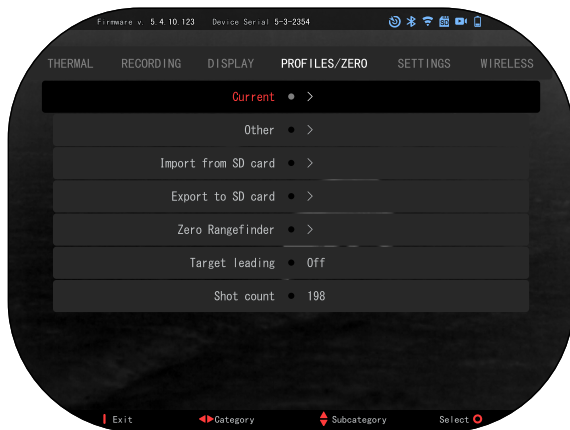 Firmware v. 5.4.10.123 Device Serial 5-3-2354
THERMAL RECORDING DISPLAY PROFILES/ZERO SETTINGS WIRELESS
Current >
Other >
Import from SD card >
Export to SD card >
Zero Rangefinder >
Target leading Off
Shot count 198
Exit Category Subcategory Select